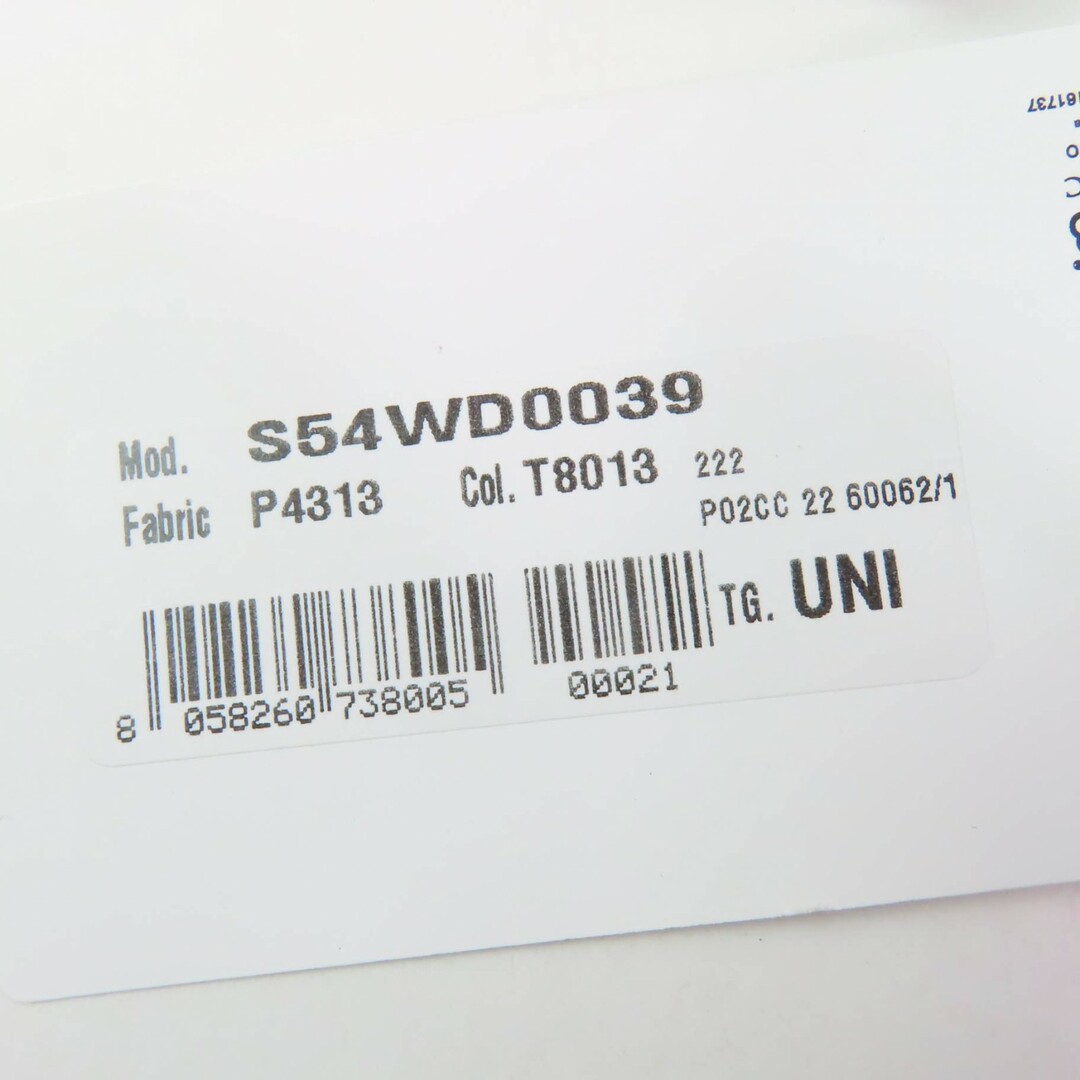 Mod. S54WD0039
Fabric P4313 Col. T8013 222
P02CC 22 60062/1
TG. UNI
8 058260 738005 00021